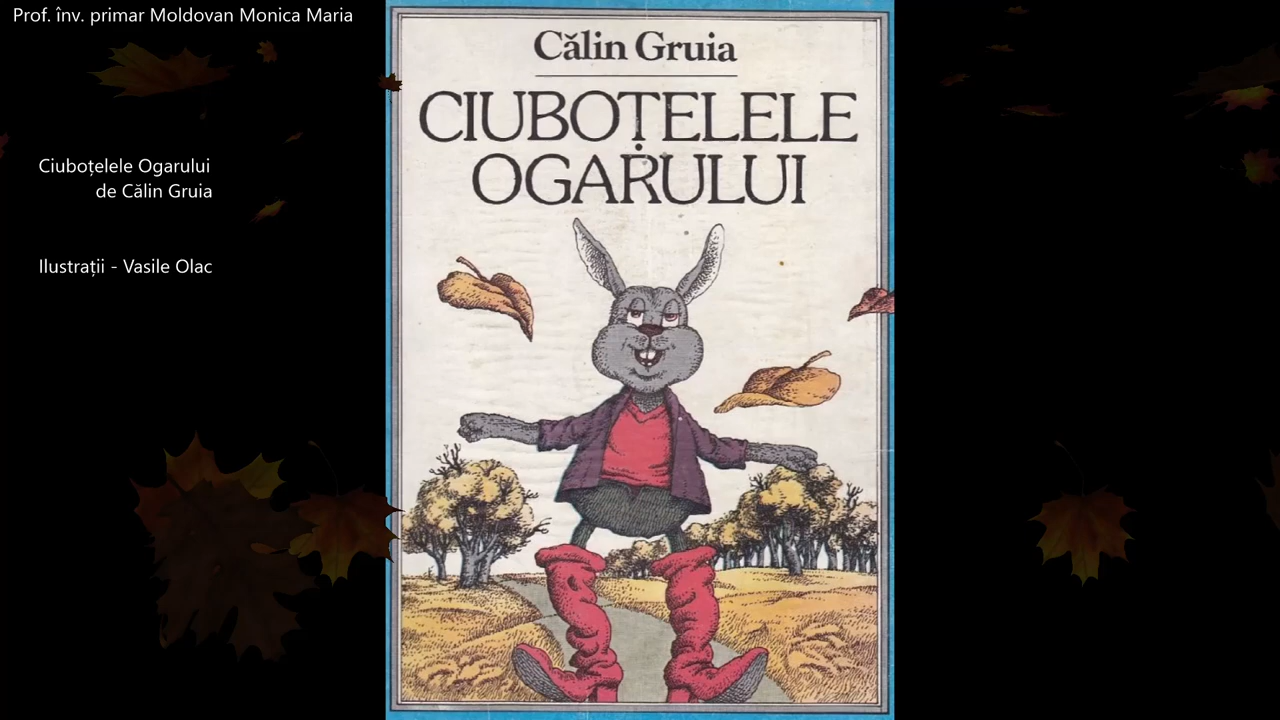 Prof. înv. primar Moldovan Monica Maria
Ciuboțelele Ogarului
de Călin Gruia
Ilustrații - Vasile Olac
Călin Gruia
CIUBOȚELELE
OGARULUI